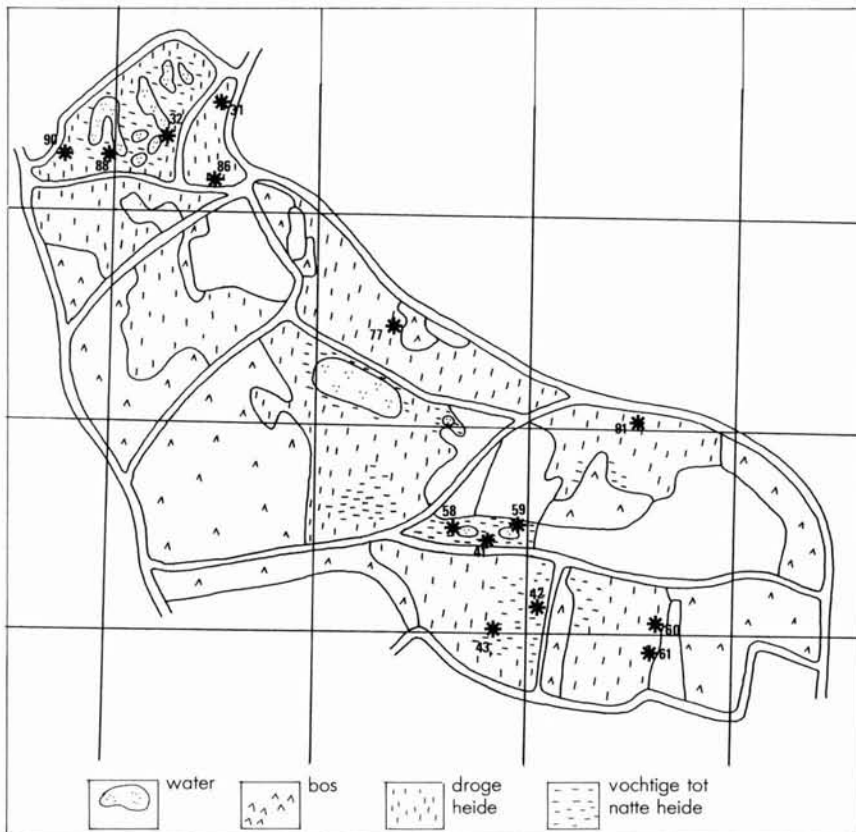 31
32
90
88
86
77
81
58
59
41
42
43
60
61
water
bos
droge
heide
vochtige tot
natte heide